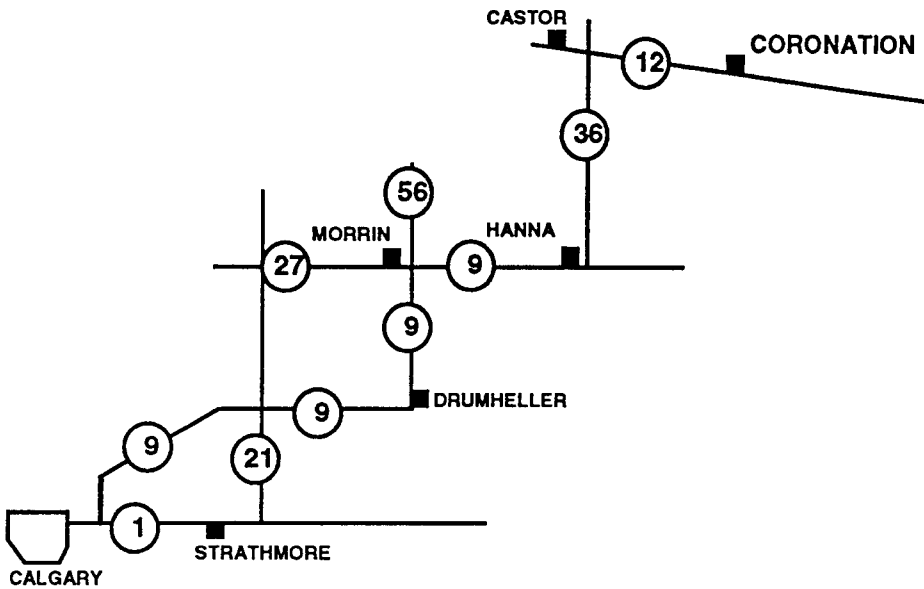 CASTOR
CORONATION
12
36
56
MORRIN
HANNA
27
9
9
DRUMHELLER
9
9
21
1
STRATHMORE
CALGARY